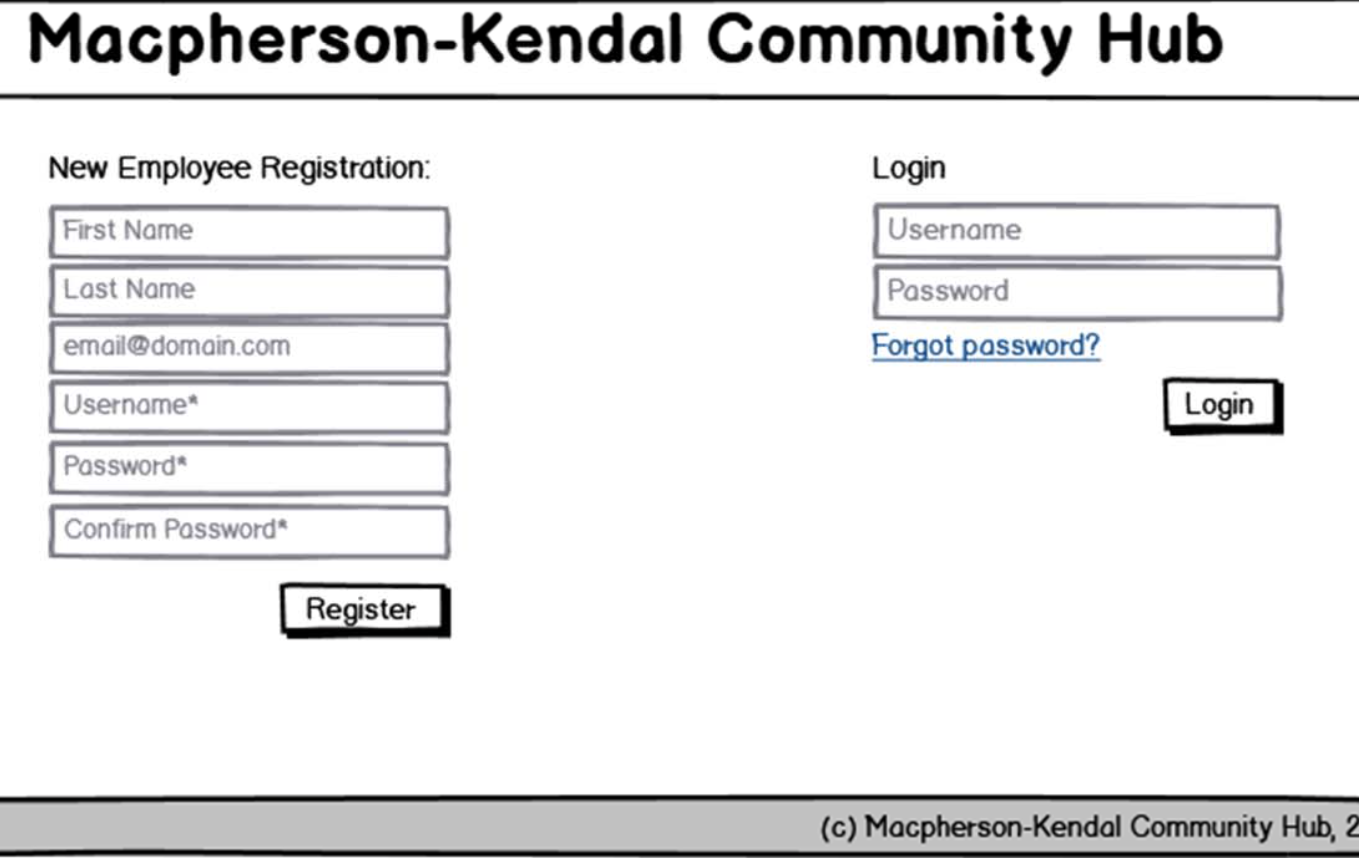 Macpherson-Kendal Community Hub
New Employee Registration:
First Name
Last Name
email@domain.com
Username*
Password*
Confirm Password*
Register
Login
Username
Password
Forgot password?
Login
(c) Macpherson-Kendal Community Hub, 2